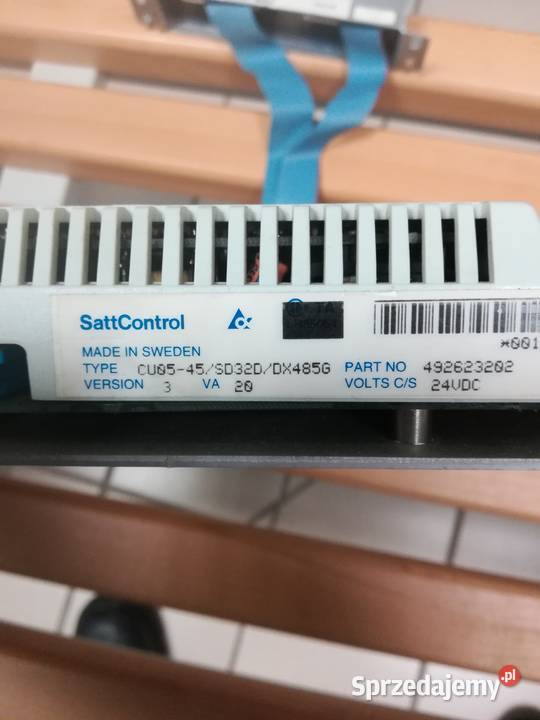 SattControl
MADE IN SWEDEN
TYPE CU05-45/SD32D/DX485G PART NO 492623202
VERSION 3 VA 20 VOLTS C/S 24VDC
*001
Sprzedajemy.pl